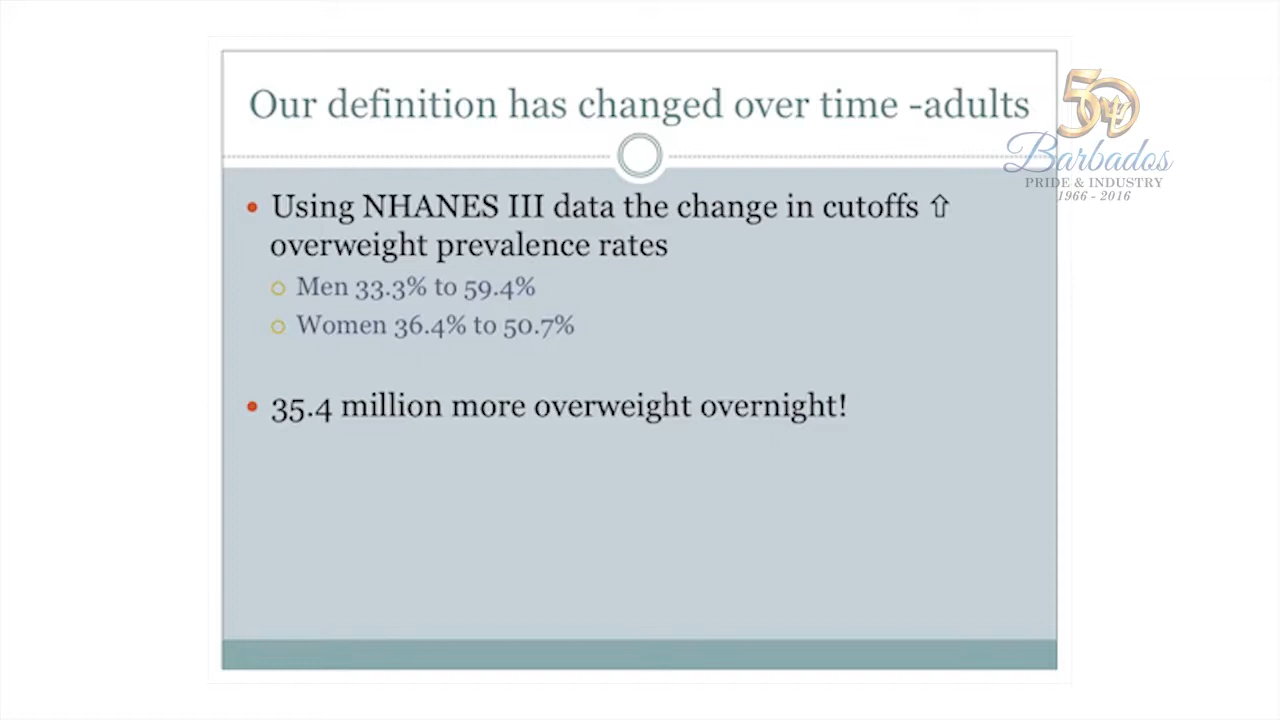 Our definition has changed over time -adults
50
Barbados
PRIDE & INDUSTRY
1966 - 2016
• Using NHANES III data the change in cutoffs ⇧
overweight prevalence rates
○ Men 33.3% to 59.4%
○ Women 36.4% to 50.7%
• 35.4 million more overweight overnight!